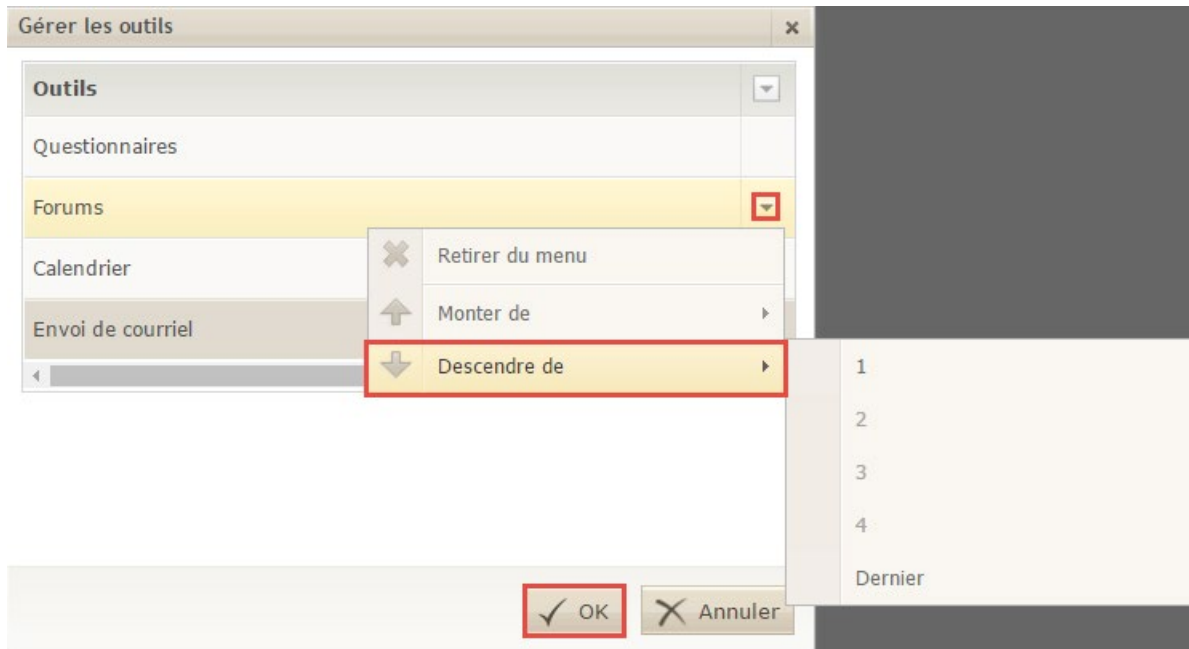 Gérer les outils
Outils
Questionnaires
Forums
Calendrier
Envoi de courriel
Retirer du menu
Monter de
Descendre de
1
2
3
4
Dernier
OK
Annuler